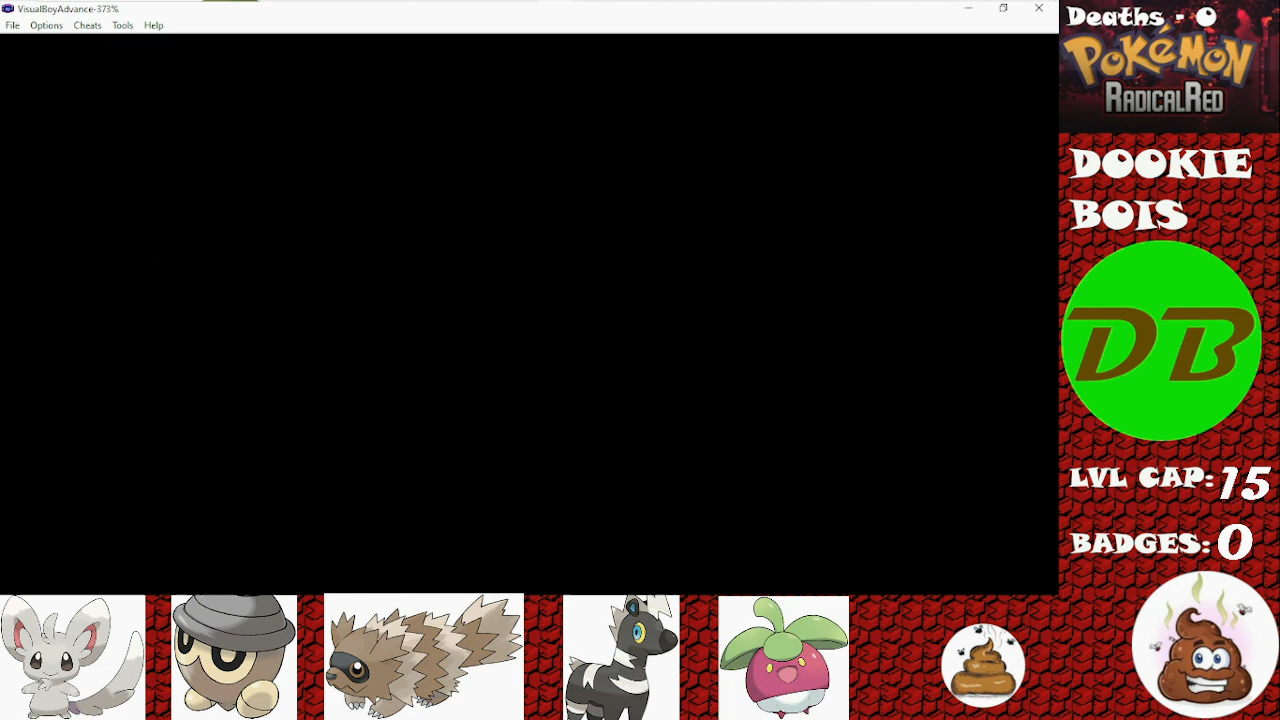 VisualBoyAdvance-373%
File Options Cheats Tools Help
Deaths - 0
POKéMON
RADICALRED
DOOKIE
BOIS
DB
LVL CAP: 15
BADGES: 0